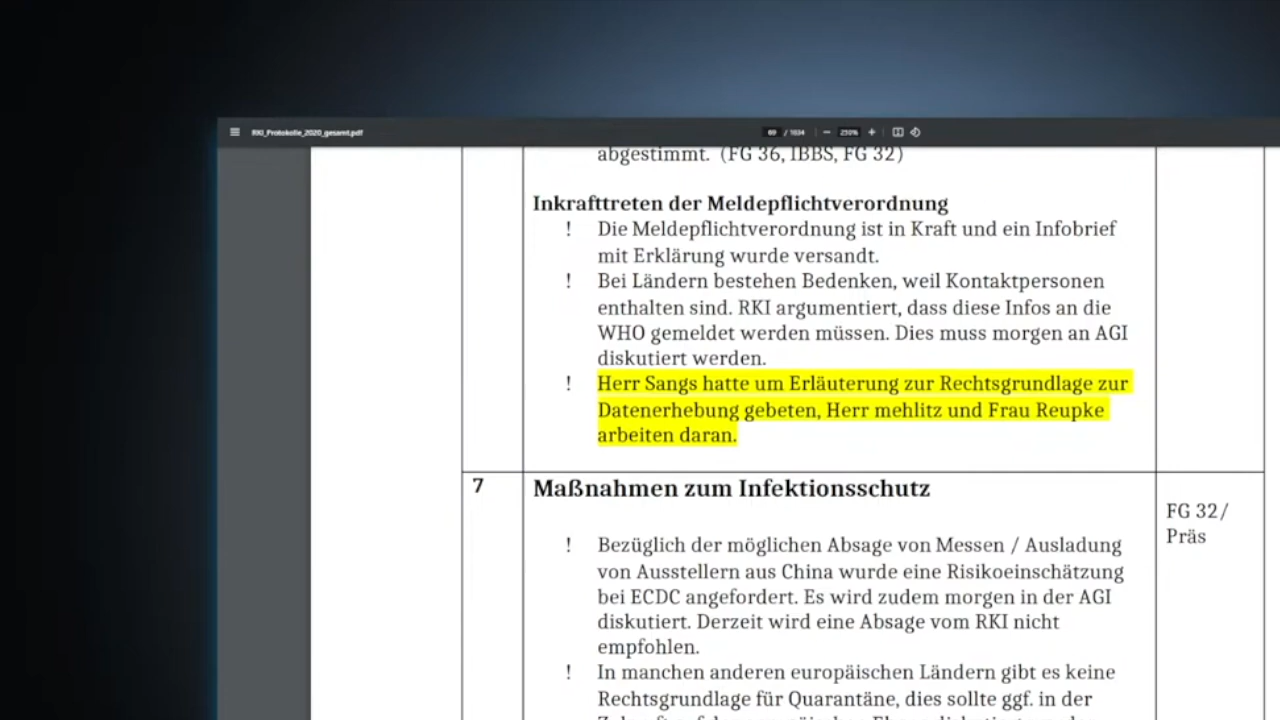 RKI_Protokolle_2020_gesamt.pdf
69 / 1034
250%
abgestimmt. (FG 36, IBBS, FG 32)
Inkrafttreten der Meldepflichtverordnung
! Die Meldepflichtverordnung ist in Kraft und ein Infobrief
mit Erklärung wurde versandt.
! Bei Ländern bestehen Bedenken, weil Kontaktpersonen
enthalten sind. RKI argumentiert, dass diese Infos an die
WHO gemeldet werden müssen. Dies muss morgen an AGI
diskutiert werden.
! Herr Sangs hatte um Erläuterung zur Rechtsgrundlage zur
Datenerhebung gebeten, Herr mehlitz und Frau Reupke
arbeiten daran.
7 Maßnahmen zum Infektionsschutz
FG 32/
Präs
! Bezüglich der möglichen Absage von Messen / Ausladung
von Ausstellern aus China wurde eine Risikoeinschätzung
bei ECDC angefordert. Es wird zudem morgen in der AGI
diskutiert. Derzeit wird eine Absage vom RKI nicht
empfohlen.
! In manchen anderen europäischen Ländern gibt es keine
Rechtsgrundlage für Quarantäne, dies sollte ggf. in der